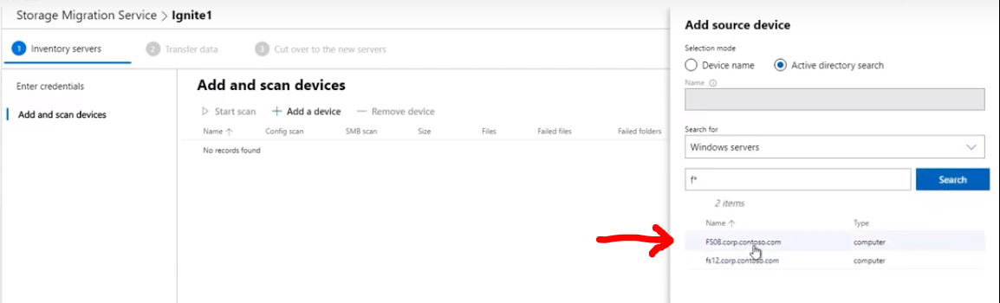 Storage Migration Service > Ignite1
1 Inventory servers 2 Transfer data 3 Cut over to the new servers
Enter credentials
Add and scan devices
Add and scan devices
Start scan + Add a device — Remove device
Name ↑ Config scan SMB scan Size Files Failed files Failed folders
No records found
Add source device
Selection mode
Device name Active directory search
Name
Search for
Windows servers
f* Search
2 items
Name ↑ Type
FS08.corp.contoso.com computer
fs12.corp.contoso.com computer